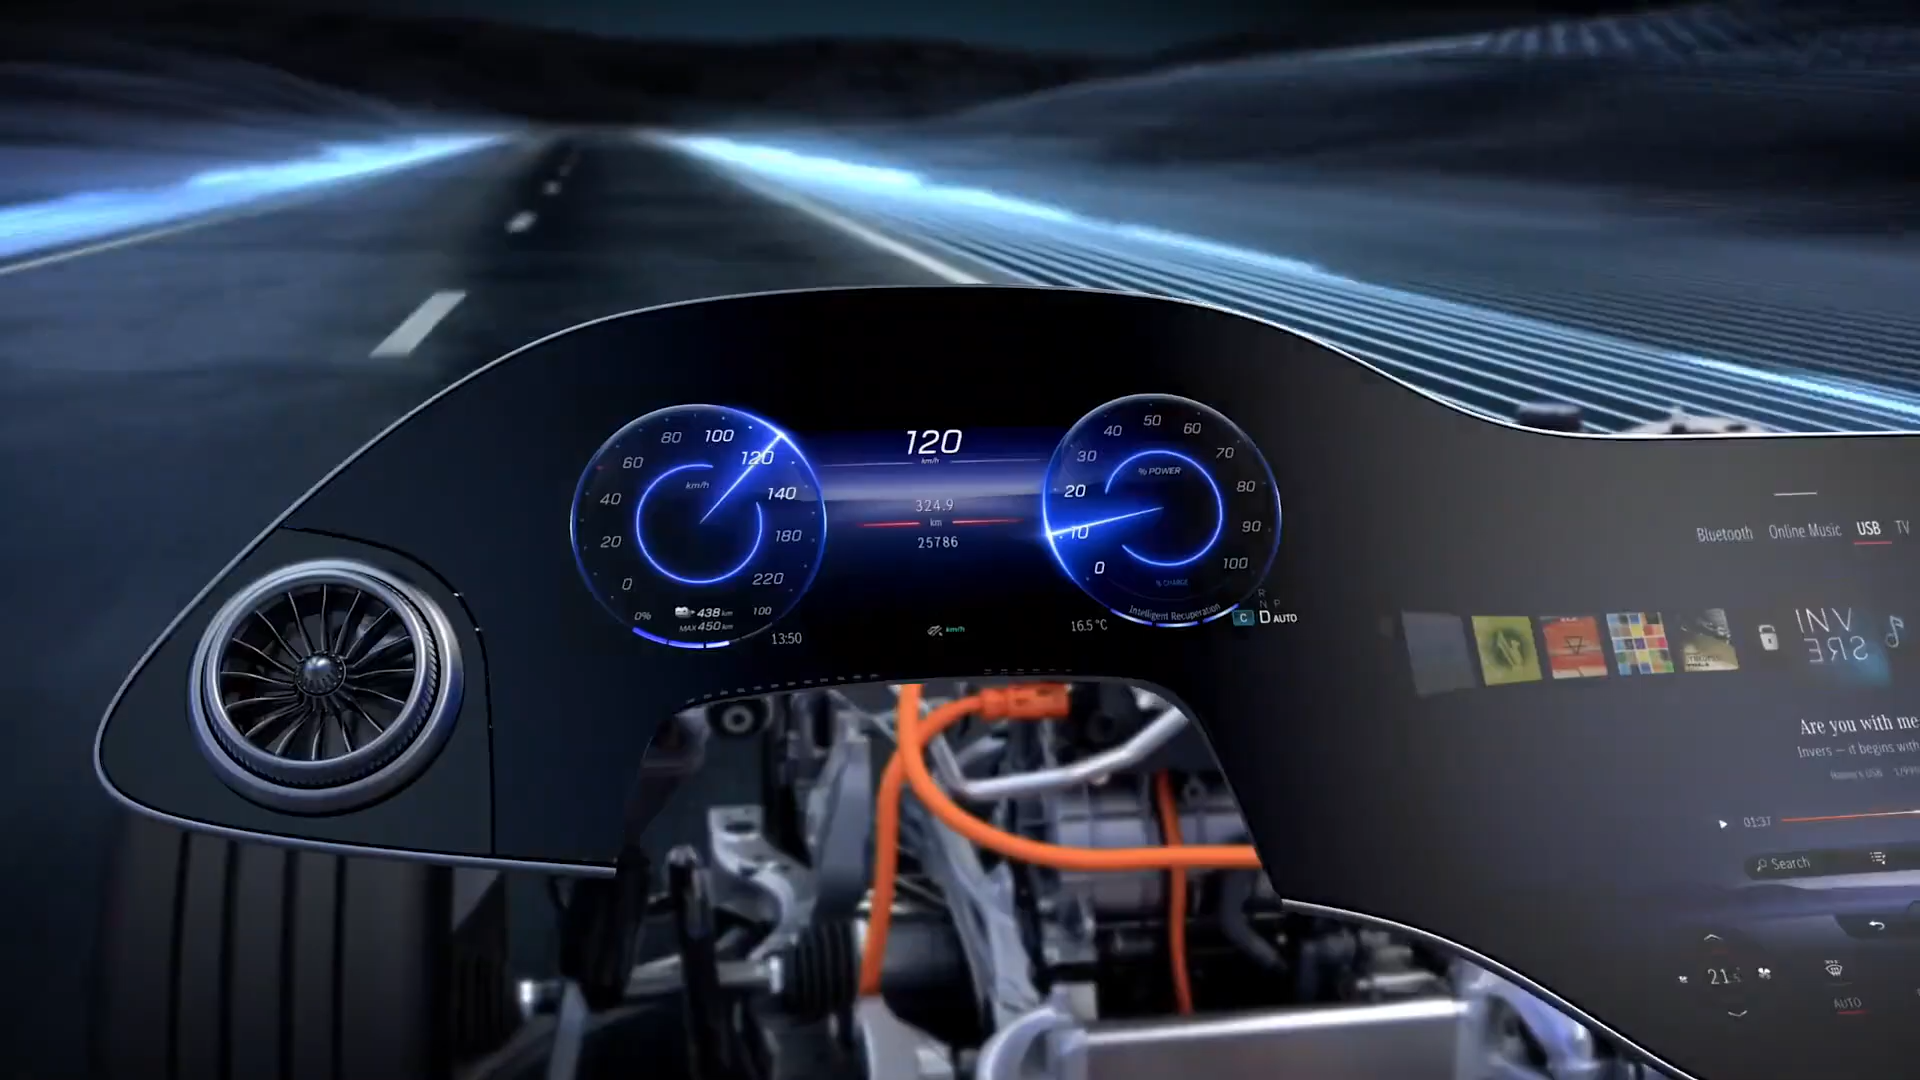 80 100
60 120
km/h
40 140
20 180
0 220
0% 438 km 100
MAX 450 km
13:50
120
km/h
324.9
km
25786
km/h
16.5 °C
50
40 60
30 70
% POWER
20 80
10 90
0 100
% CHARGE
Intelligent Recuperation
R
N P
C D AUTO
Bluetooth Online Music USB TV
INV
ERS
Are you with me
Invers – it begins with
01:37
Search
21
AUTO